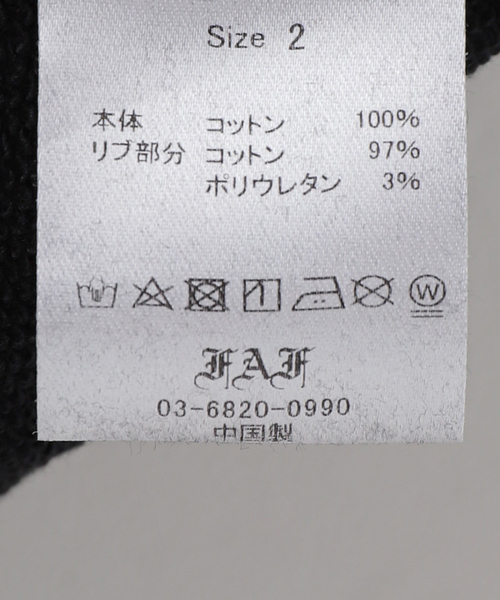 Size 2
本体 コットン 100%
リブ部分 コットン 97%
ポリウレタン 3%
W
FAF
03-6820-0990
中国製